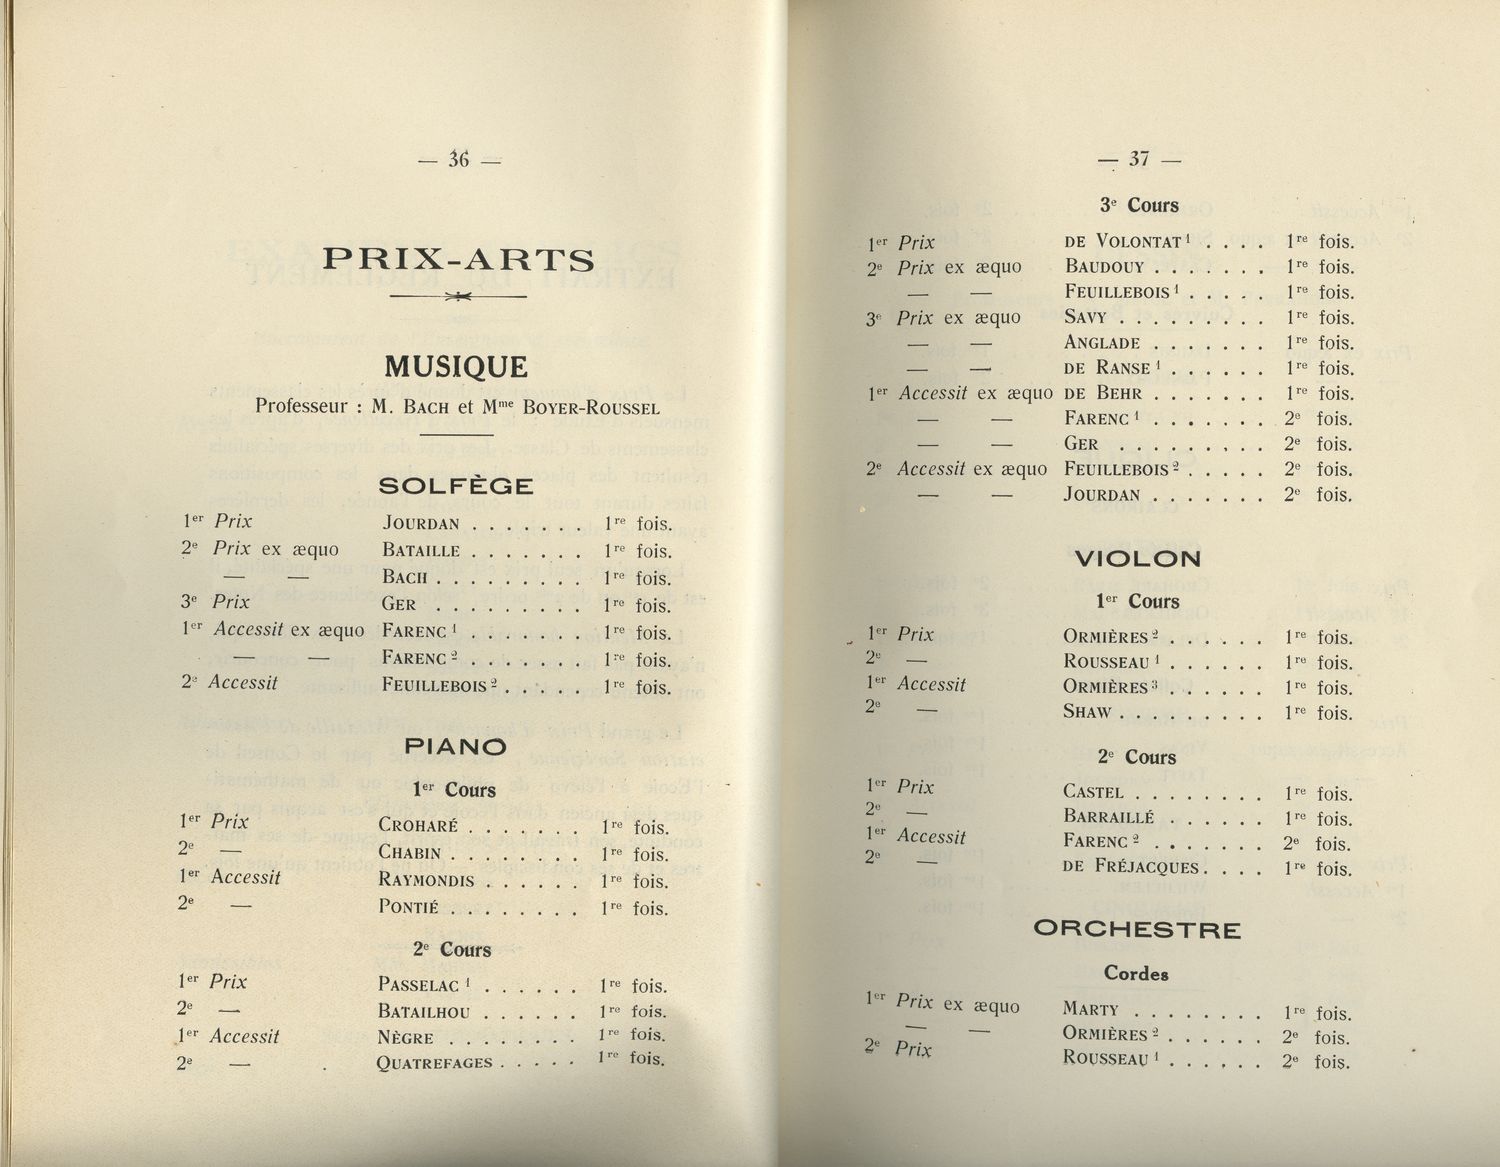 — 36 —
PRIX-ARTS
MUSIQUE
Professeur : M. BACH et Mme BOYER-ROUSSEL
SOLFÈGE
1er Prix JOURDAN . . . . . . . 1re fois.
2e Prix ex æquo BATAILLE . . . . . . . 1re fois.
— — BACH . . . . . . . . . 1re fois.
3e Prix GER . . . . . . . . . 1re fois.
1er Accessit ex æquo FARENC 1 . . . . . . . 1re fois.
— — FARENC 2 . . . . . . . 1re fois.
2e Accessit FEUILLEBOIS 2 . . . . . 1re fois.
PIANO
1er Cours
1er Prix CROHARÉ . . . . . . . 1re fois.
2e — CHABIN . . . . . . . . 1re fois.
1er Accessit RAYMONDIS . . . . . . 1re fois.
2e — PONTIÉ . . . . . . . . 1re fois.
2e Cours
1er Prix PASSELAC 1 . . . . . . 1re fois.
2e — BATAILHOU . . . . . . 1re fois.
1er Accessit NÈGRE . . . . . . . . 1re fois.
2e — QUATREFAGES . . . . . 1re fois.
— 37 —
3e Cours
1er Prix DE VOLONTAT 1 . . . . 1re fois.
2e Prix ex æquo BAUDOUY . . . . . . . 1re fois.
— — FEUILLEBOIS 1 . . . . . 1re fois.
3e Prix ex æquo SAVY . . . . . . . . . 1re fois.
— — ANGLADE . . . . . . . 1re fois.
— — DE RANSE 1 . . . . . . 1re fois.
1er Accessit ex æquo DE BEHR . . . . . . . 1re fois.
— — FARENC 1 . . . . . . . 2e fois.
— — GER . . . . . . . . . 2e fois.
2e Accessit ex æquo FEUILLEBOIS 2 . . . . . 2e fois.
— — JOURDAN . . . . . . . 2e fois.
VIOLON
1er Cours
1er Prix ORMIÈRES 2 . . . . . . 1re fois.
2e — ROUSSEAU 1 . . . . . . 1re fois.
1er Accessit ORMIÈRES 3 . . . . . . 1re fois.
2e — SHAW . . . . . . . . . 1re fois.
2e Cours
1er Prix CASTEL . . . . . . . . 1re fois.
2e — BARRAILLÉ . . . . . . 1re fois.
1er Accessit FARENC 2 . . . . . . . 2e fois.
2e — DE FRÉJACQUES . . . . 1re fois.
ORCHESTRE
Cordes
1er Prix ex æquo MARTY . . . . . . . . 1re fois.
— — ORMIÈRES 2 . . . . . . 2e fois.
2e Prix ROUSSEAU 1 . . . . . . 2e fois.